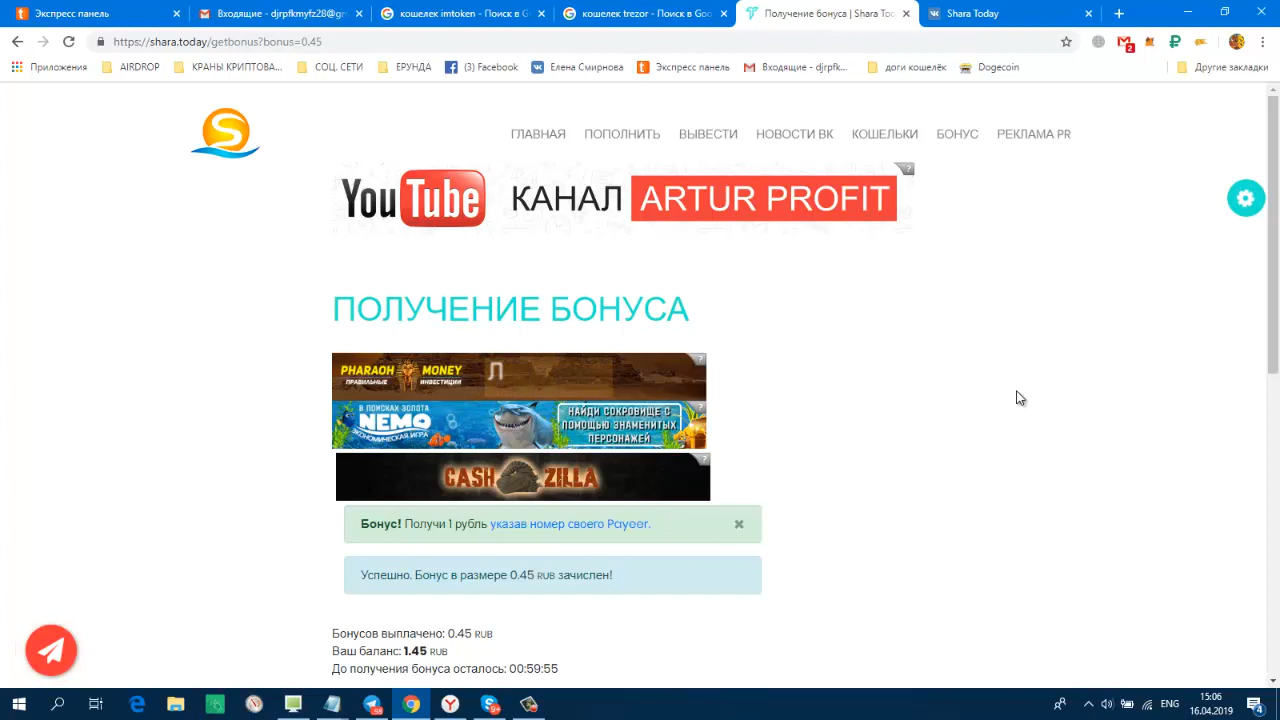 Экспресс панель
Входящие - djrpfkmyfz28@gm
кошелек imtoken - Поиск в G
кошелек trezor - Поиск в Goo
Получение бонуса | Shara Tod
Shara Today
https://shara.today/getbonus?bonus=0.45
2
Приложения
AIRDROP
КРАНЫ КРИПТОВА...
СОЦ. СЕТИ
ЕРУНДА
(3) Facebook
Елена Смирнова
Экспресс панель
Входящие - djrpfk...
доги кошелёк
Dogecoin
Другие закладки
S
ГЛАВНАЯ
ПОПОЛНИТЬ
ВЫВЕСТИ
НОВОСТИ ВК
КОШЕЛЬКИ
БОНУС
РЕКЛАМА PR
YouTube КАНАЛ ARTUR PROFIT
?
ПОЛУЧЕНИЕ БОНУСА
PHARAOH MONEY
ПРАВИЛЬНЫЕ ИНВЕСТИЦИИ
Л
?
В ПОИСКАХ ЗОЛОТА
NEMO
ЭКОНОМИЧЕСКАЯ ИГРА
НАЙДИ СОКРОВИЩЕ С
ПОМОЩЬЮ ЗНАМЕНИТЫХ
ПЕРСОНАЖЕЙ
?
CASH ZILLA
?
Бонус! Получи 1 рубль указав номер своего Payeer.
Успешно. Бонус в размере 0.45 RUB зачислен!
Бонусов выплачено: 0.45 RUB
Ваш баланс: 1.45 RUB
До получения бонуса осталось: 00:59:55
ENG
15:06
16.04.2019
4